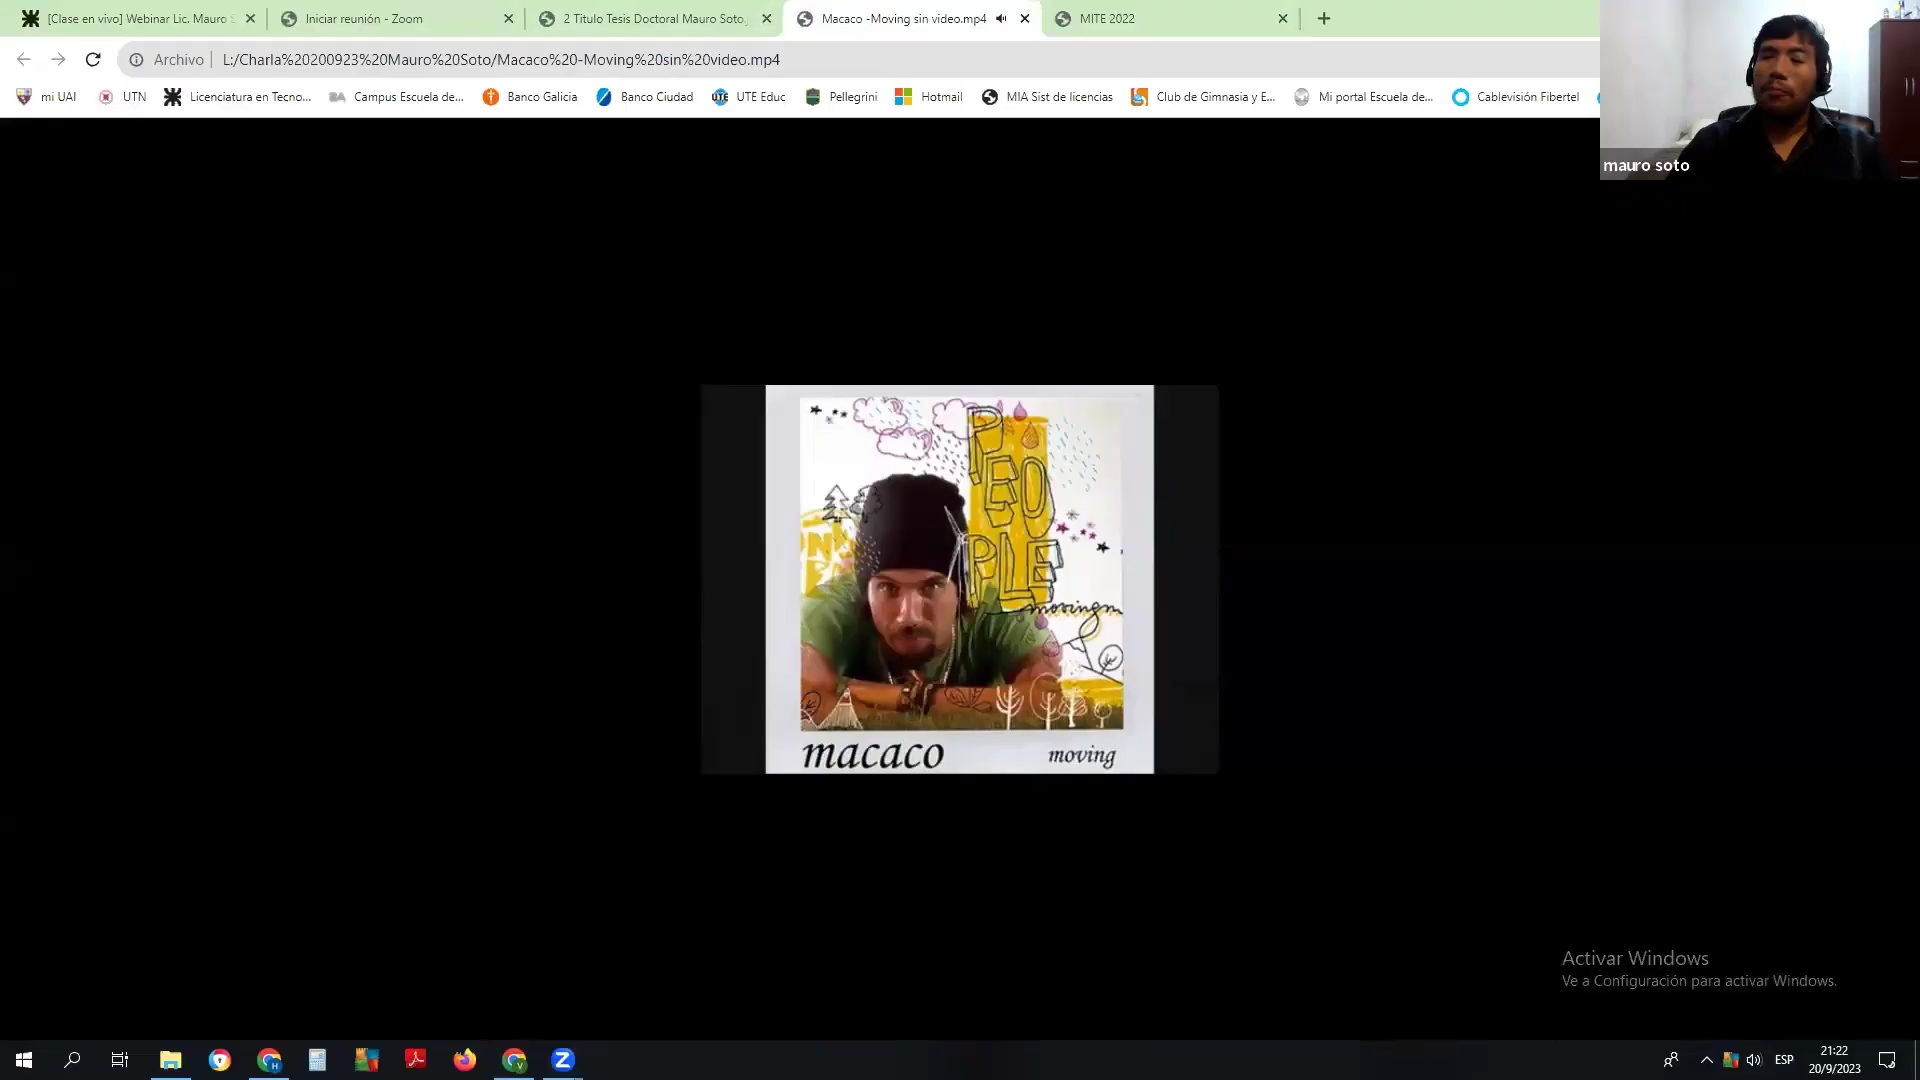 [Clase en vivo] Webinar Lic. Mauro S
Iniciar reunión - Zoom
2 Título Tesis Doctoral Mauro Soto.
Macaco -Moving sin video.mp4
MITE 2022
Archivo
L:/Charla%20200923%20Mauro%20Soto/Macaco%20-Moving%20sin%20video.mp4
mi UAI
UTN
Licenciatura en Tecno...
Campus Escuela de...
Banco Galicia
Banco Ciudad
UTE Educ
Pellegrini
Hotmail
MIA Sist de licencias
Club de Gimnasia y E...
Mi portal Escuela de...
Cablevisión Fibertel
mauro soto
PEO
PLE
moving
macaco
moving
Activar Windows
Ve a Configuración para activar Windows.
ESP
21:22
20/9/2023